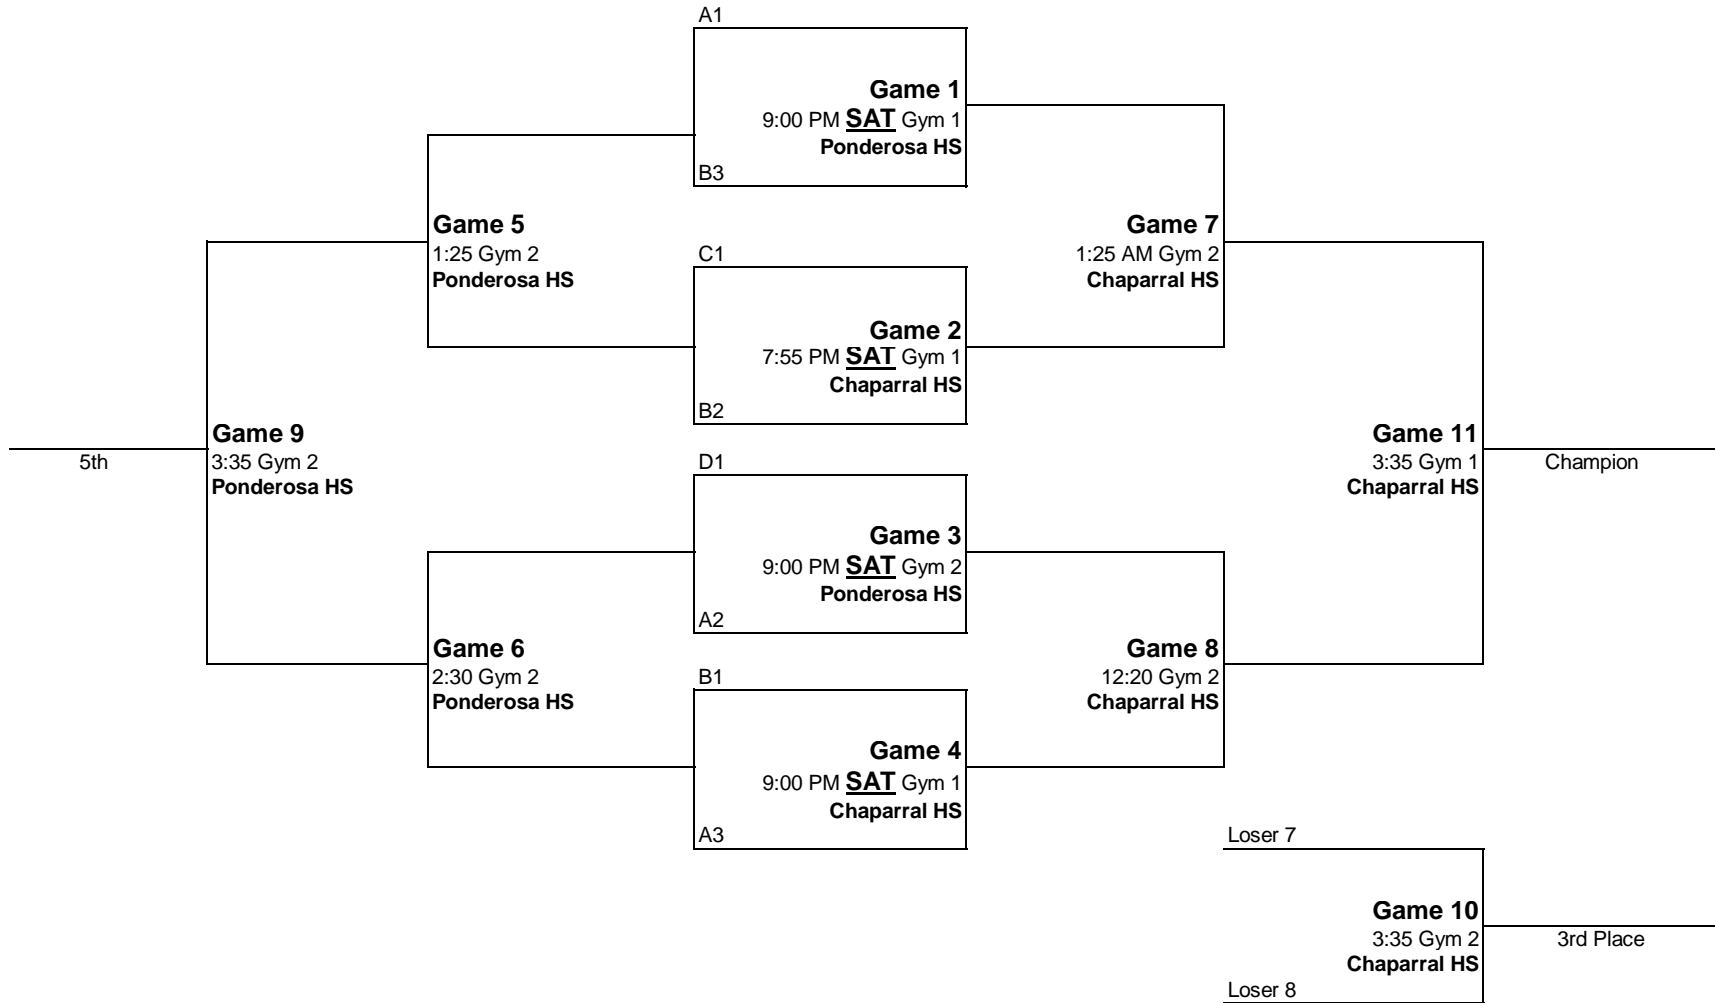 A1
Game 1
9:00 PM SAT Gym 1
Ponderosa HS
B3
Game 5
1:25 Gym 2
Ponderosa HS
Game 7
1:25 AM Gym 2
Chaparral HS
C1
Game 2
7:55 PM SAT Gym 1
Chaparral HS
B2
Game 9
3:35 Gym 2
Ponderosa HS
5th
Game 11
3:35 Gym 1
Chaparral HS
Champion
D1
Game 3
9:00 PM SAT Gym 2
Ponderosa HS
A2
Game 6
2:30 Gym 2
Ponderosa HS
Game 8
12:20 Gym 2
Chaparral HS
B1
Game 4
9:00 PM SAT Gym 1
Chaparral HS
A3
Loser 7
Game 10
3:35 Gym 2
Chaparral HS
3rd Place
Loser 8